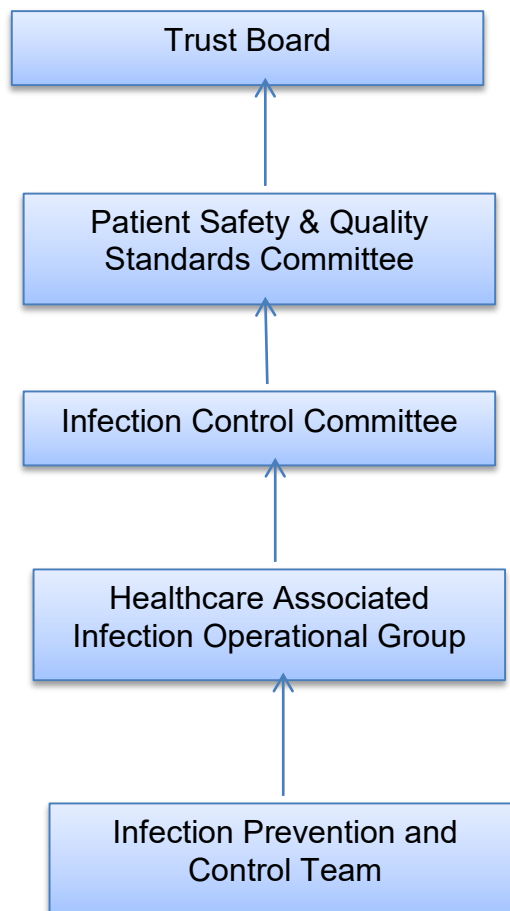 Trust Board
Patient Safety & Quality
Standards Committee
Infection Control Committee
Healthcare Associated
Infection Operational Group
Infection Prevention and
Control Team